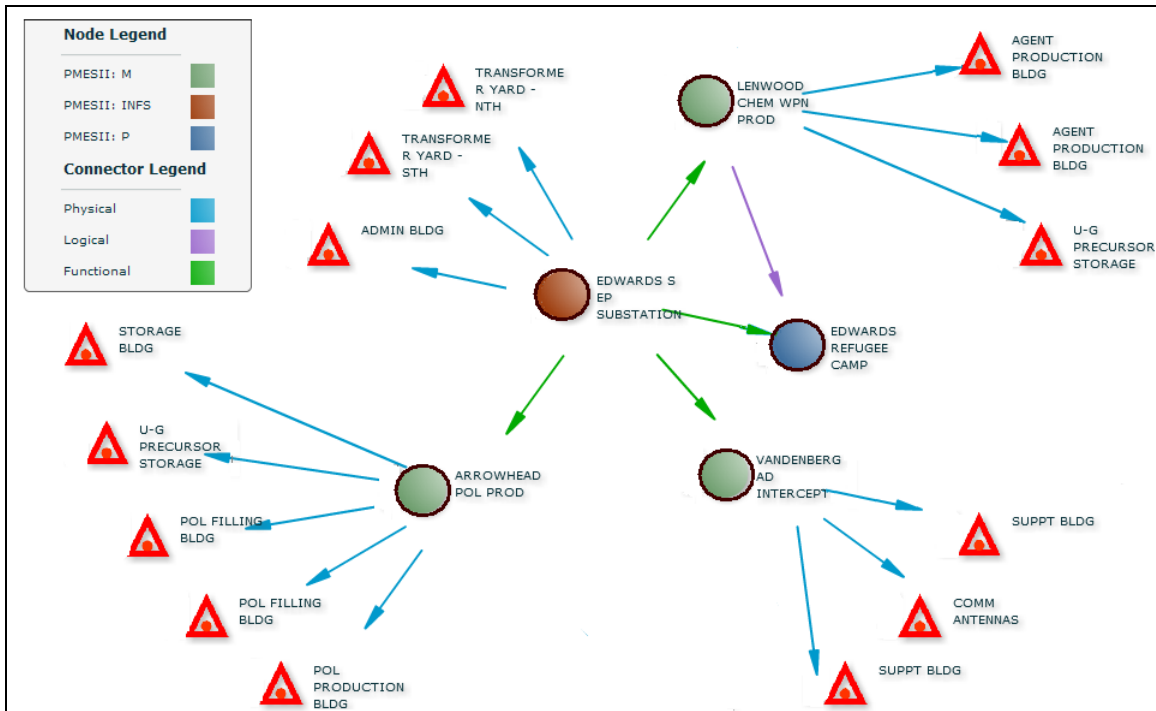 Node Legend
PMESII: M
PMESII: INFS
PMESII: P
Connector Legend
Physical
Logical
Functional
TRANSFORME
R YARD -
NTH
TRANSFORME
R YARD -
STH
ADMIN BLDG
LENWOOD
CHEM WPN
PROD
AGENT
PRODUCTION
BLDG
AGENT
PRODUCTION
BLDG
U-G
PRECURSOR
STORAGE
EDWARDS S
EP
SUBSTATION
EDWARDS
REFUGEE
CAMP
STORAGE
BLDG
U-G
PRECURSOR
STORAGE
POL FILLING
BLDG
POL FILLING
BLDG
POL
PRODUCTION
BLDG
ARROWHEAD
POL PROD
VANDENBERG
AD
INTERCEPT
SUPPT BLDG
COMM
ANTENNAS
SUPPT BLDG